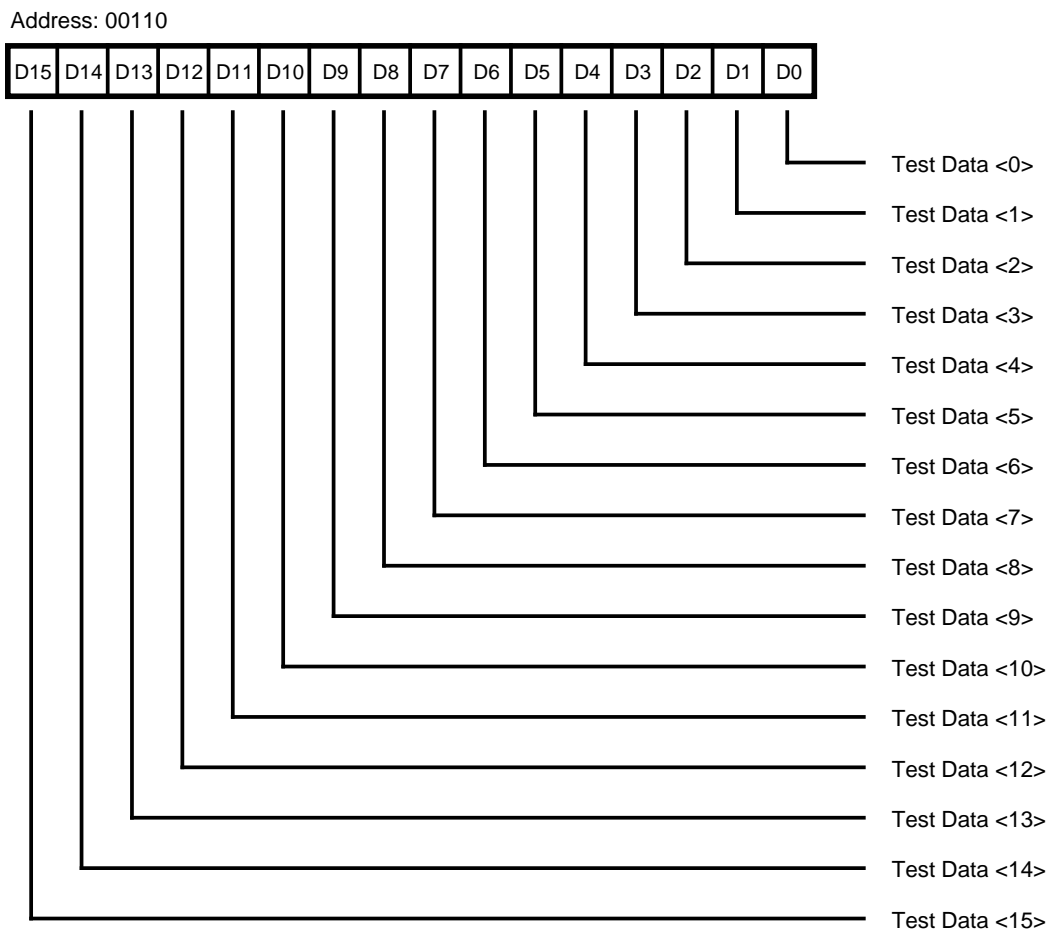 Address: 00110
D15 D14 D13 D12 D11 D10 D9 D8 D7 D6 D5 D4 D3 D2 D1 D0
Test Data <0>
Test Data <1>
Test Data <2>
Test Data <3>
Test Data <4>
Test Data <5>
Test Data <6>
Test Data <7>
Test Data <8>
Test Data <9>
Test Data <10>
Test Data <11>
Test Data <12>
Test Data <13>
Test Data <14>
Test Data <15>